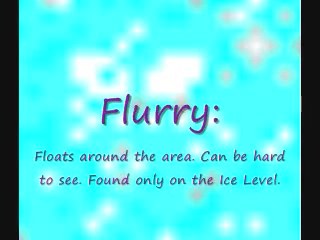 Flurry:
Floats around the area. Can be hard
to see. Found only on the Ice Level.